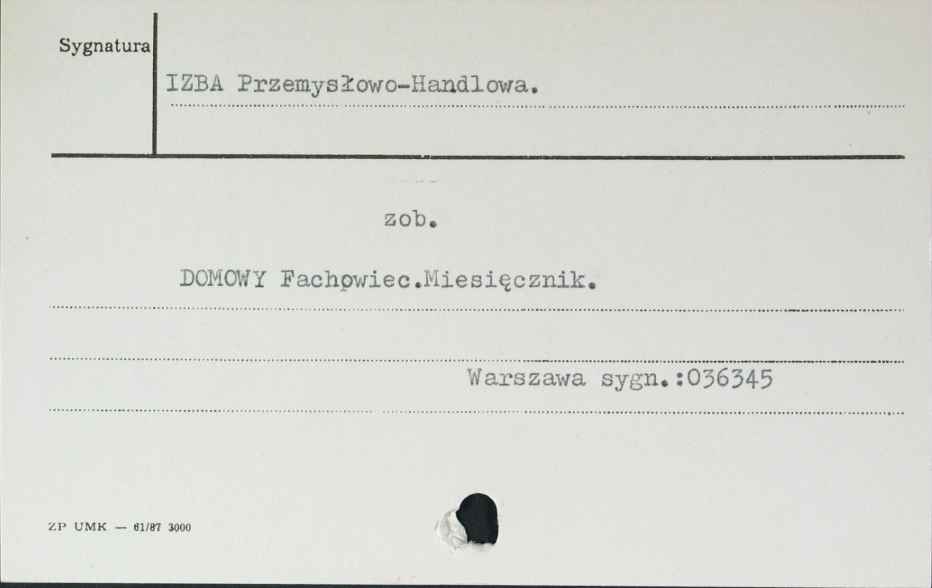 Sygnatura
IZBA Przemysłowo-Handlowa.
zob.
DOMOWY Fachowiec.Miesięcznik.
Warszawa sygn.:036345
ZP UMK — 61/87 3000